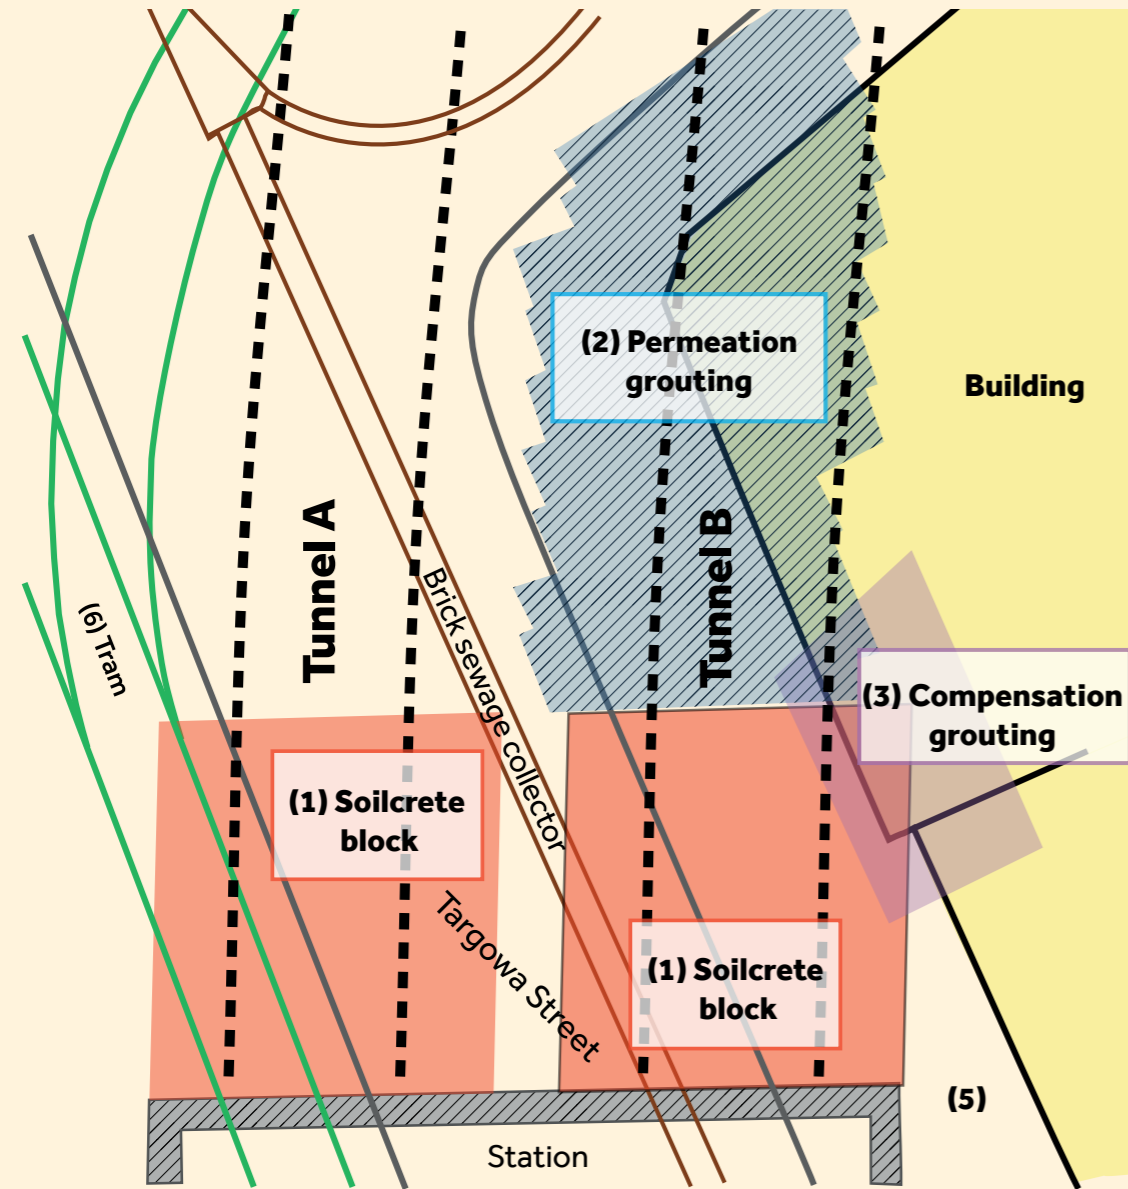 (2) Permeation
grouting
Building
Tunnel A
Tunnel B
Brick sewage collector
(6) Tram
(3) Compensation
grouting
(1) Soilcrete
block
Targowa Street
(1) Soilcrete
block
(5)
Station